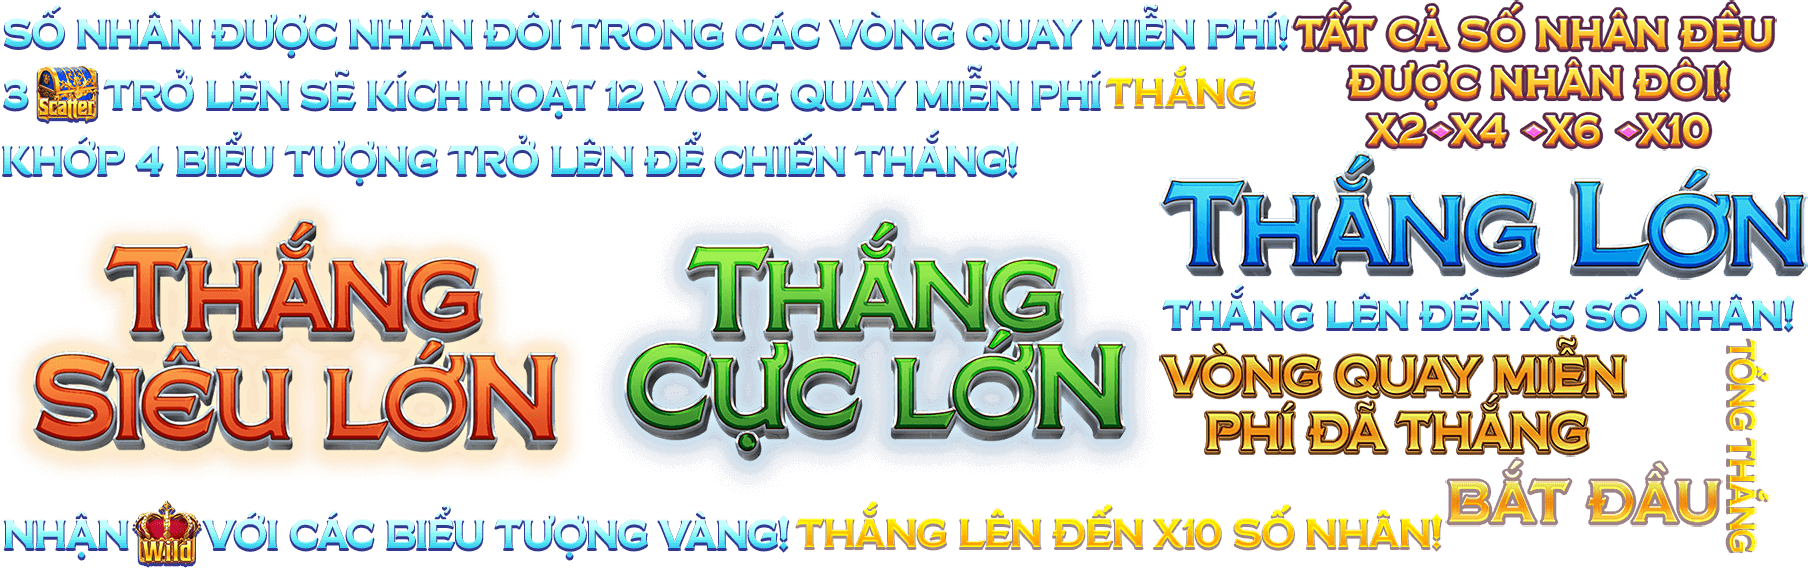 SỐ NHÂN ĐƯỢC NHÂN ĐÔI TRONG CÁC VÒNG QUAY MIỄN PHÍ!
3 Scatter TRỞ LÊN SẼ KÍCH HOẠT 12 VÒNG QUAY MIỄN PHÍ
THẮNG
KHỚP 4 BIỂU TƯỢNG TRỞ LÊN ĐỂ CHIẾN THẮNG!
TẤT CẢ SỐ NHÂN ĐỀU
ĐƯỢC NHÂN ĐÔI!
X2 X4 X6 X10
THẮNG LỚN
THẮNG
SIÊU LỚN
THẮNG
CỰC LỚN
THẮNG LÊN ĐẾN X5 SỐ NHÂN!
VÒNG QUAY MIỄN
PHÍ ĐÃ THẮNG
TỔNG THẮNG
BẮT ĐẦU
NHẬN Wild VỚI CÁC BIỂU TƯỢNG VÀNG!
THẮNG LÊN ĐẾN X10 SỐ NHÂN!